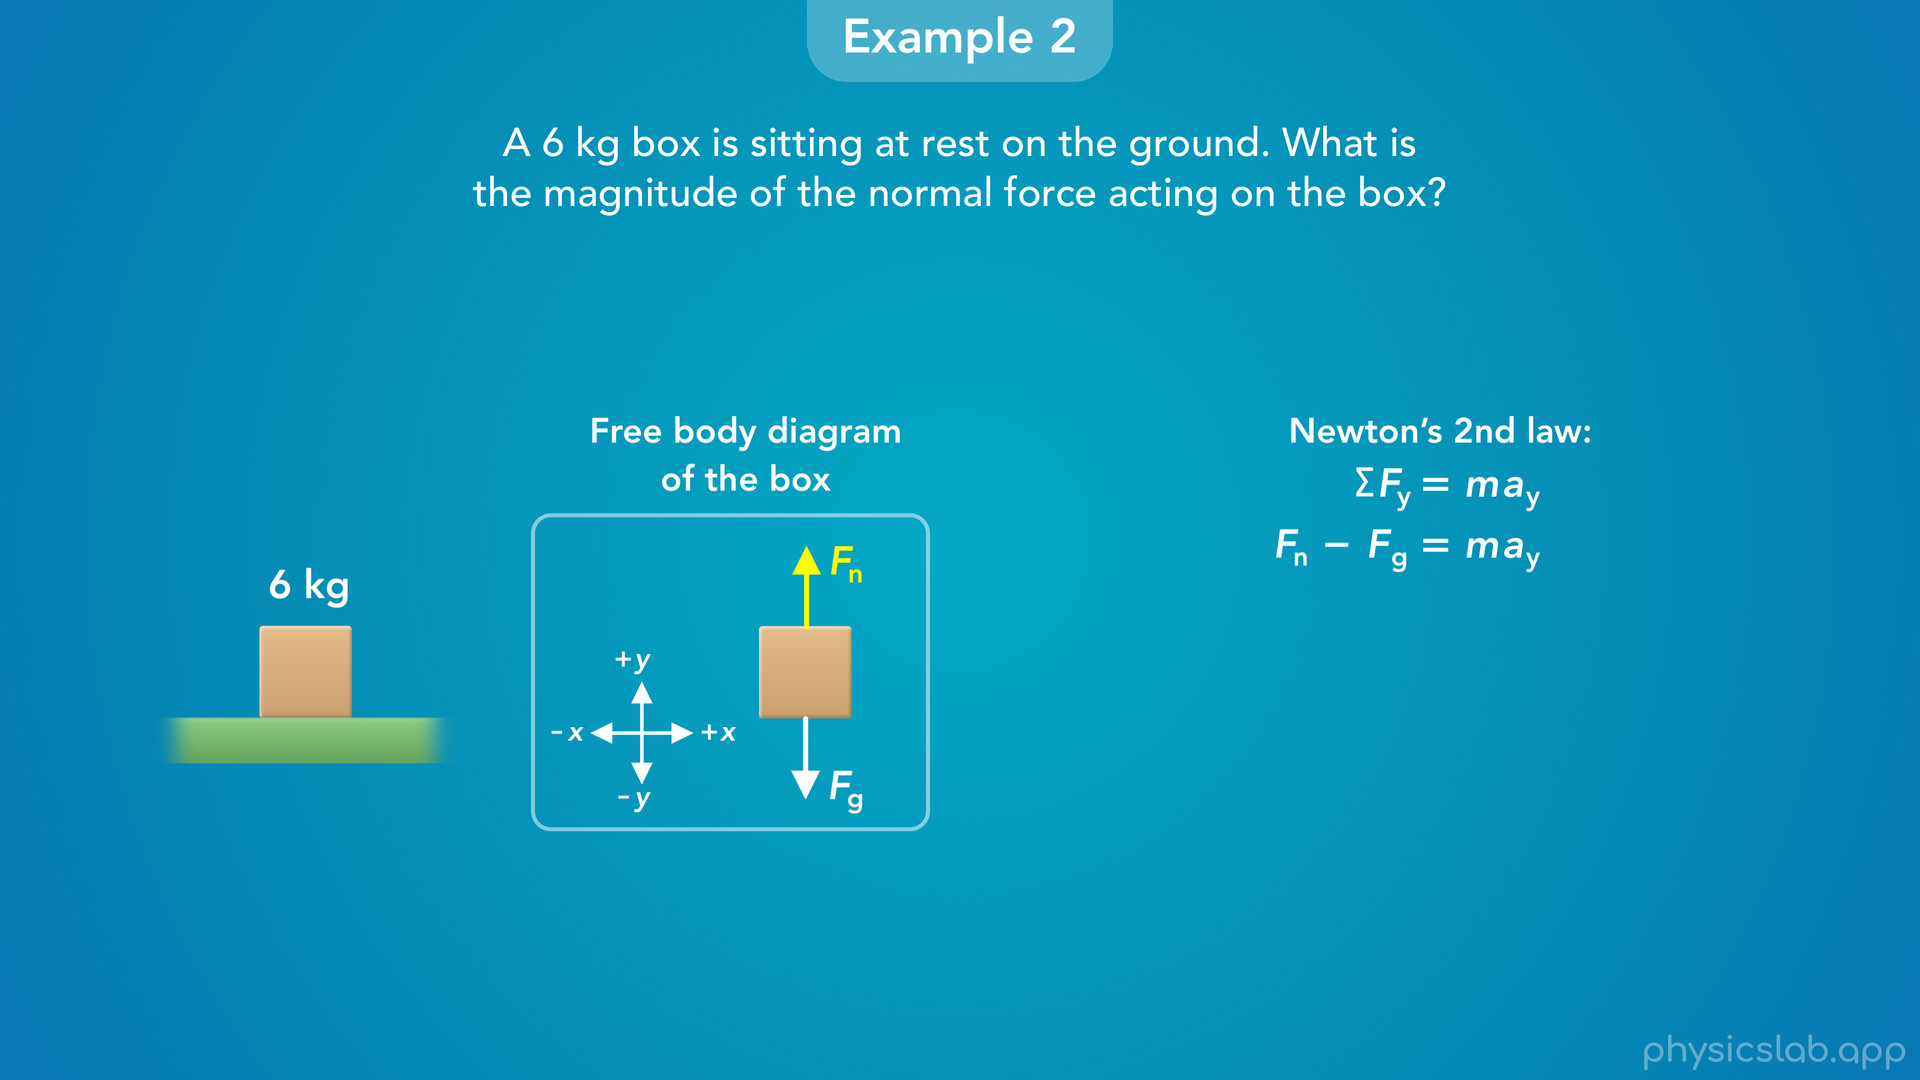 Example 2
A 6 kg box is sitting at rest on the ground. What is
the magnitude of the normal force acting on the box?
Free body diagram
of the box
Newton's 2nd law:
ΣFy = may
Fn − Fg = may
6 kg
Fn
+y
−x
+x
−y
Fg
physicslab.app